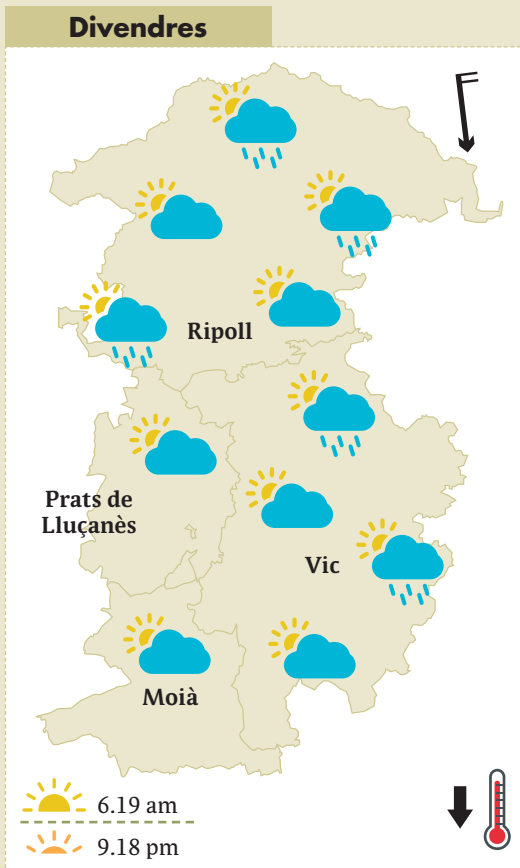 Divendres
Ripoll
Prats de
Lluçanès
Vic
Moià
6.19 am
9.18 pm